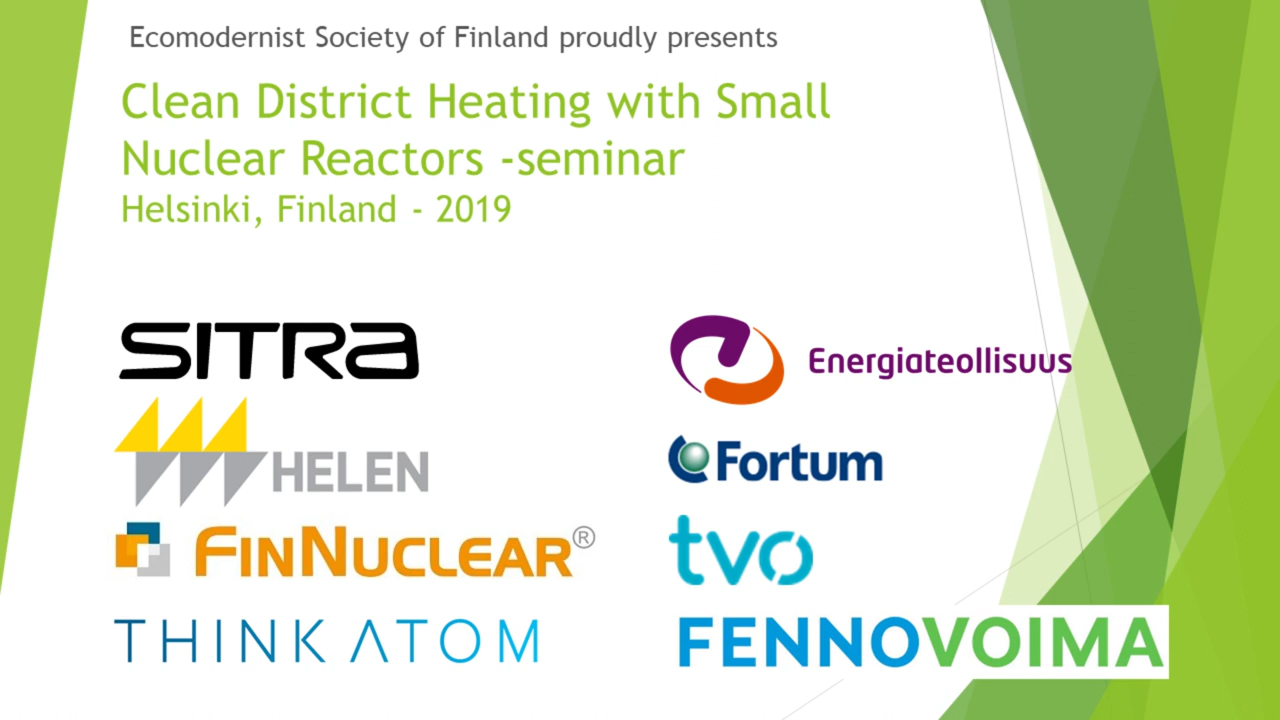 Ecomodernist Society of Finland proudly presents
Clean District Heating with Small
Nuclear Reactors -seminar
Helsinki, Finland - 2019
SITRA
Energiateollisuus
HELEN
Fortum
FINNUCLEAR®
tvo
THINK ATOM
FENNOVOIMA